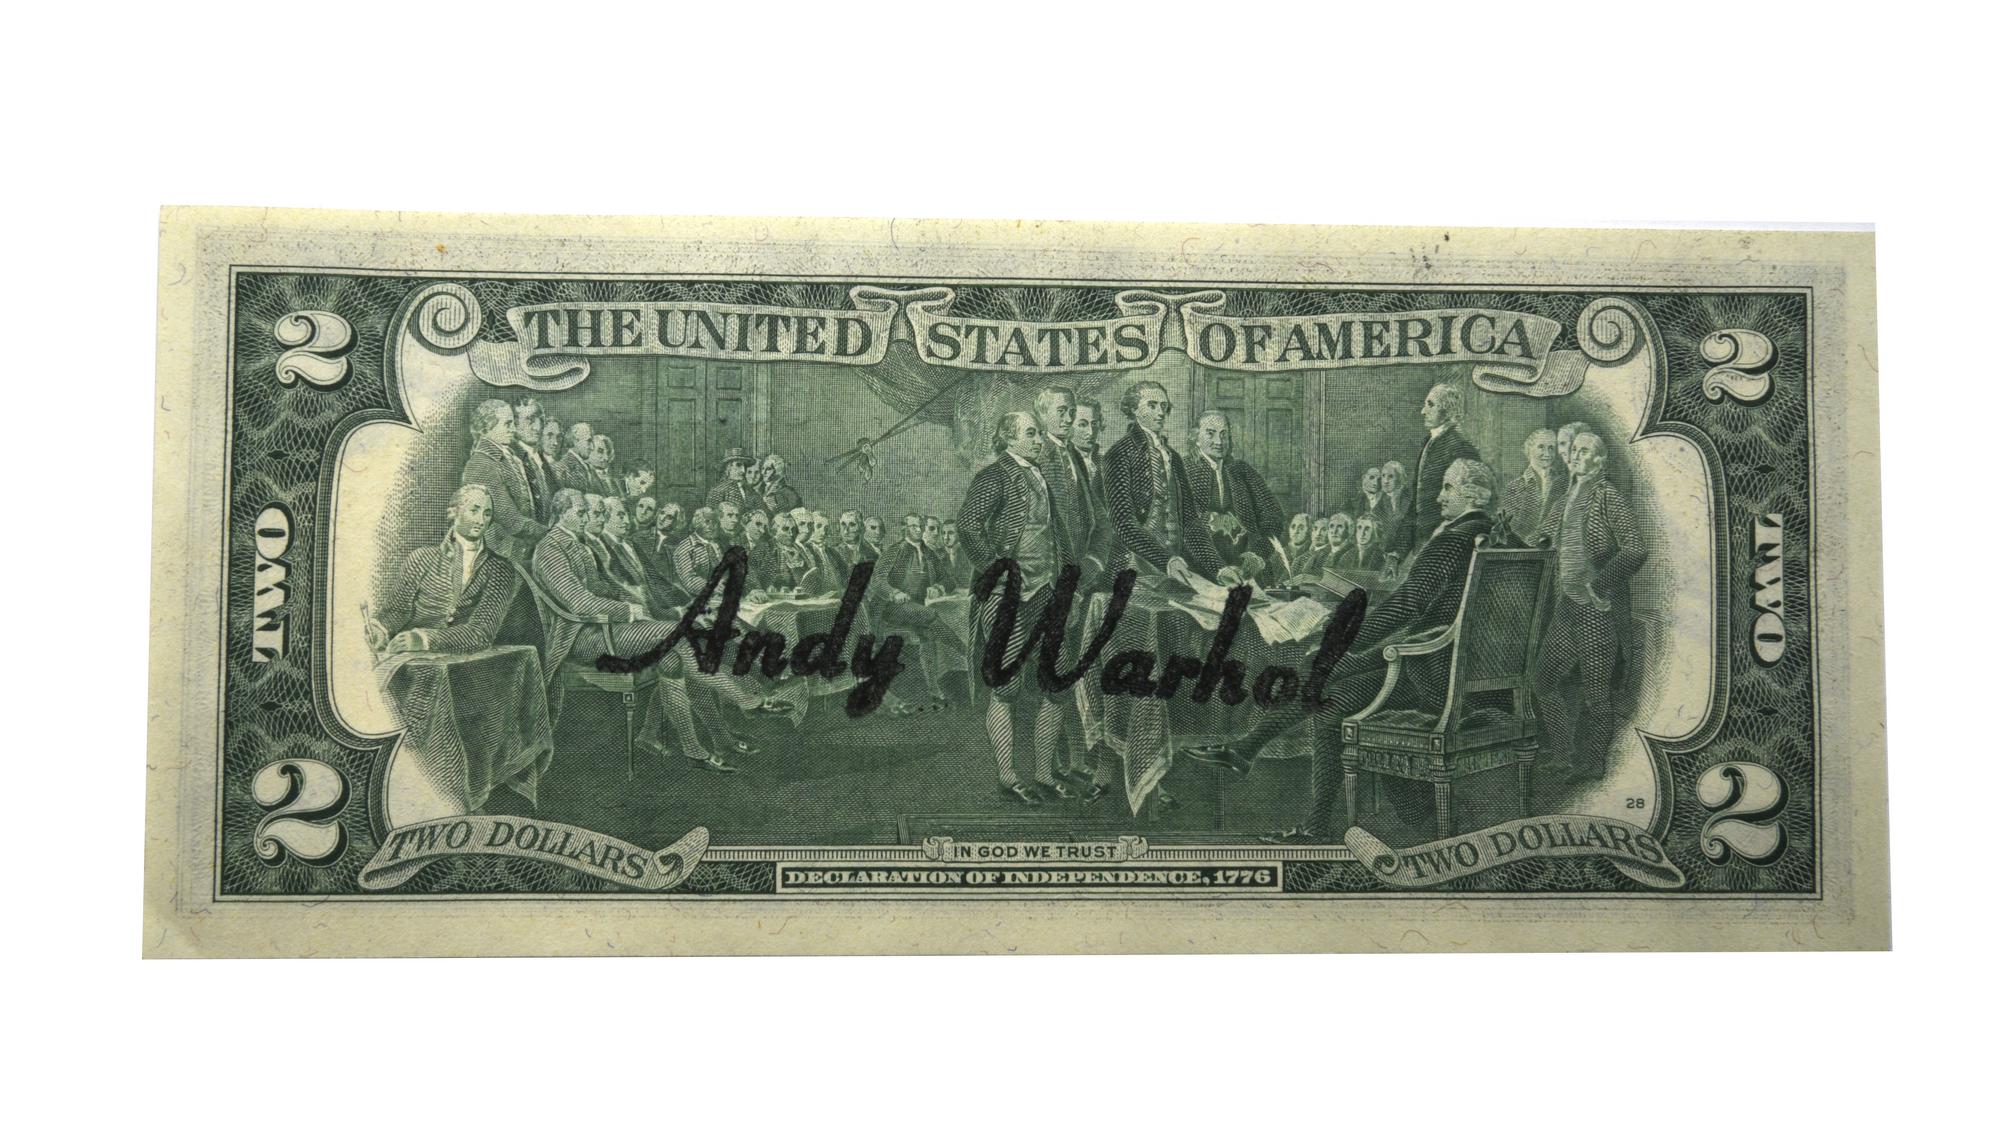 THE UNITED STATES OF AMERICA
2 2
TWO TWO
Andy Warhol
28
2 2
TWO DOLLARS TWO DOLLARS
IN GOD WE TRUST
DECLARATION OF INDEPENDENCE, 1776